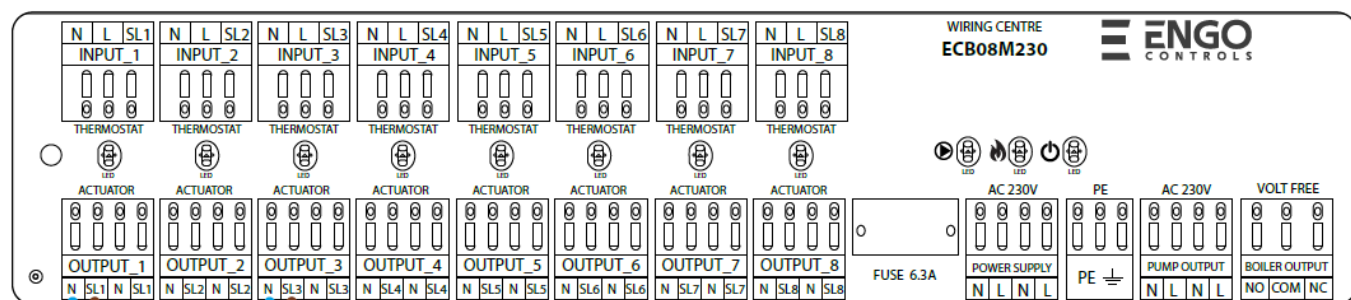 N L SL1 N L SL2 N L SL3 N L SL4 N L SL5 N L SL6 N L SL7 N L SL8
INPUT_1 INPUT_2 INPUT_3 INPUT_4 INPUT_5 INPUT_6 INPUT_7 INPUT_8
THERMOSTAT THERMOSTAT THERMOSTAT THERMOSTAT THERMOSTAT THERMOSTAT THERMOSTAT THERMOSTAT
WIRING CENTRE
ECB08M230
ENGO
CONTROLS
LED LED LED LED LED LED LED LED LED LED LED
ACTUATOR ACTUATOR ACTUATOR ACTUATOR ACTUATOR ACTUATOR ACTUATOR ACTUATOR AC 230V PE AC 230V VOLT FREE
OUTPUT_1 OUTPUT_2 OUTPUT_3 OUTPUT_4 OUTPUT_5 OUTPUT_6 OUTPUT_7 OUTPUT_8 FUSE 6.3A POWER SUPPLY PE PUMP OUTPUT BOILER OUTPUT
N SL1 N SL1 N SL2 N SL2 N SL3 N SL3 N SL4 N SL4 N SL5 N SL5 N SL6 N SL6 N SL7 N SL7 N SL8 N SL8 N L N L N L N L NO COM NC